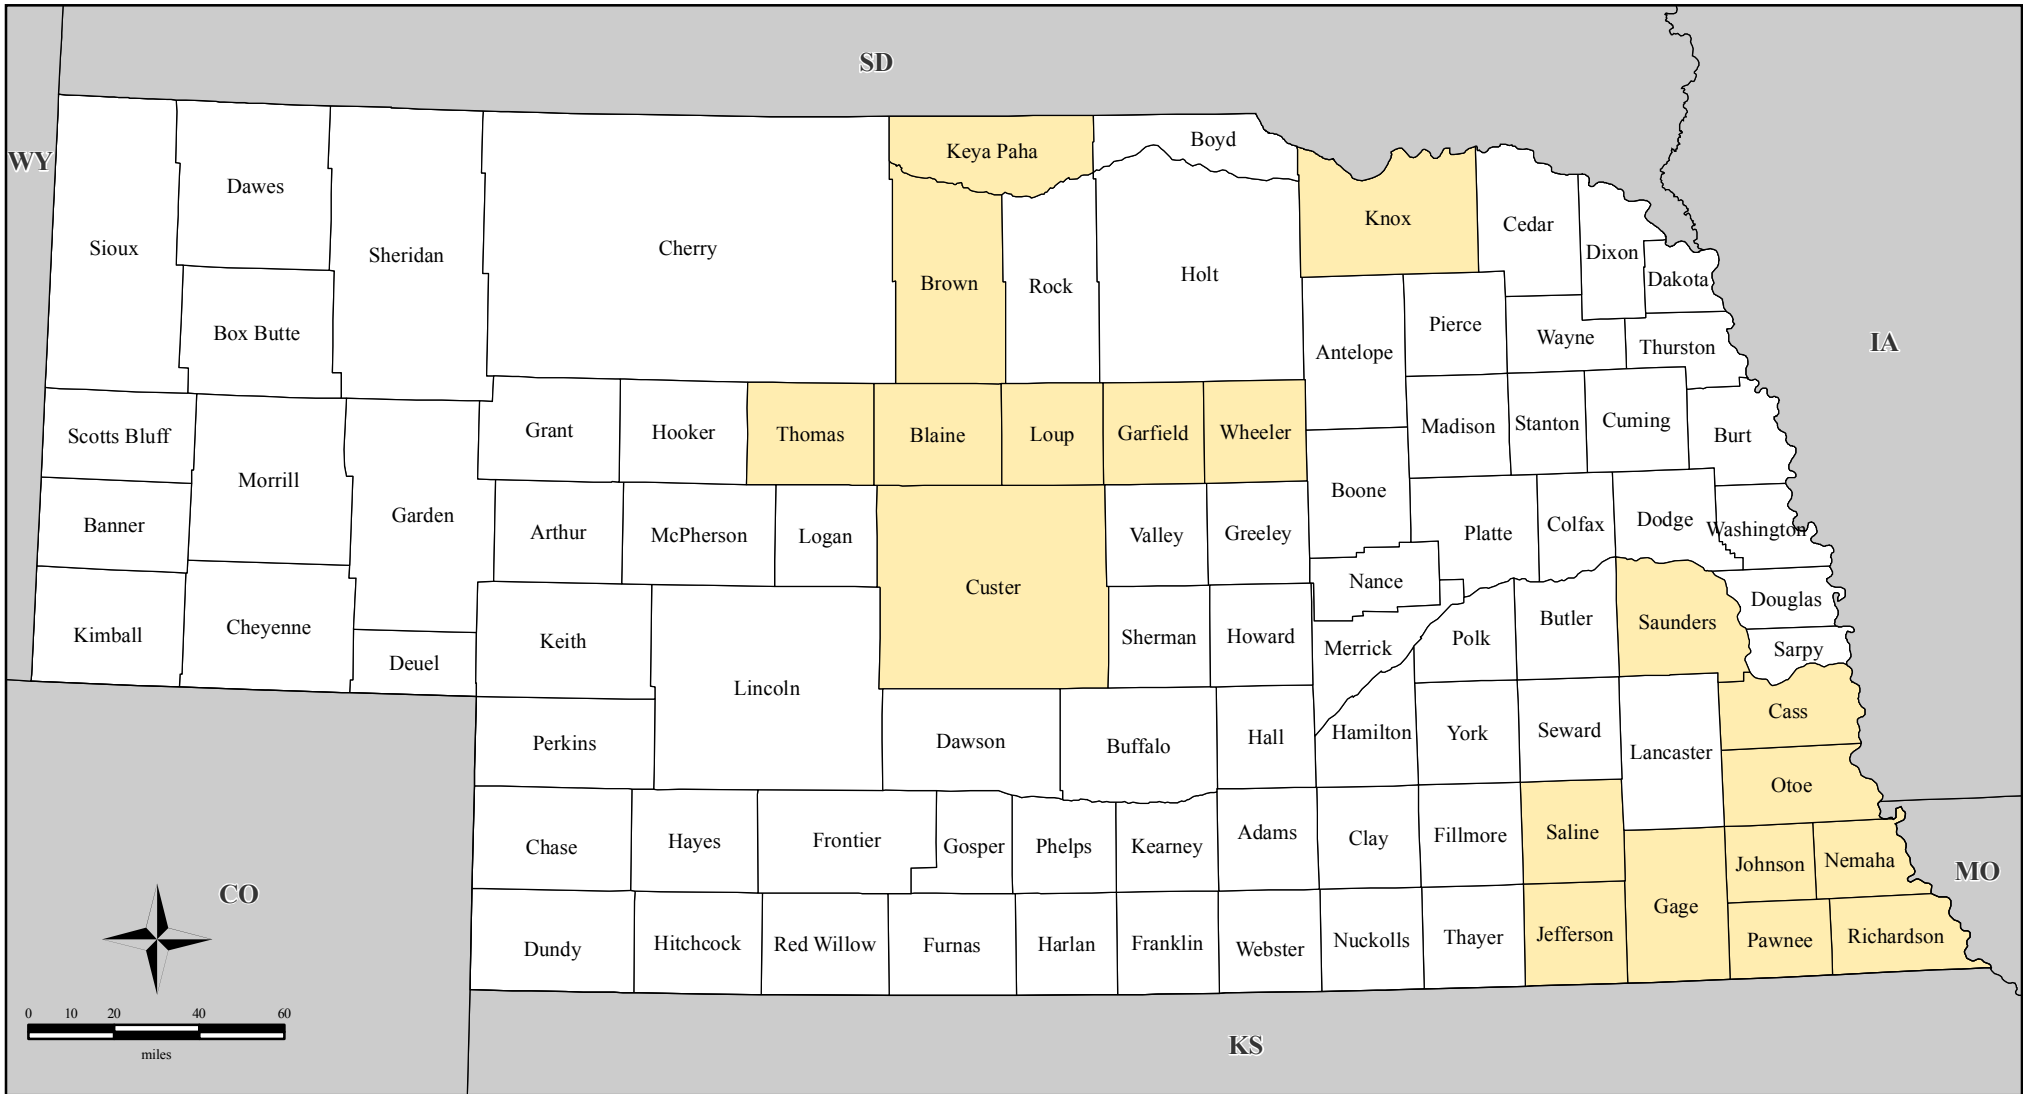 SD
WY
Keya Paha
Boyd
Dawes
Knox
Cedar
Sioux
Sheridan
Cherry
Dixon
Brown
Rock
Holt
Dakota
Box Butte
Pierce
Wayne
Antelope
Thurston
IA
Scotts Bluff
Grant
Hooker
Thomas
Blaine
Loup
Garfield
Wheeler
Madison
Stanton
Cuming
Burt
Morrill
Boone
Garden
Banner
Arthur
McPherson
Logan
Valley
Greeley
Platte
Colfax
Dodge
Washington
Custer
Nance
Douglas
Kimball
Cheyenne
Keith
Sherman
Howard
Merrick
Polk
Butler
Saunders
Sarpy
Deuel
Lincoln
Cass
Perkins
Dawson
Buffalo
Hall
Hamilton
York
Seward
Lancaster
Otoe
Chase
Hayes
Frontier
Gosper
Phelps
Kearney
Adams
Clay
Fillmore
Saline
Johnson
Nemaha
MO
CO
Gage
Dundy
Hitchcock
Red Willow
Furnas
Harlan
Franklin
Webster
Nuckolls
Thayer
Jefferson
Pawnee
Richardson
0 10 20 40 60
miles
KS